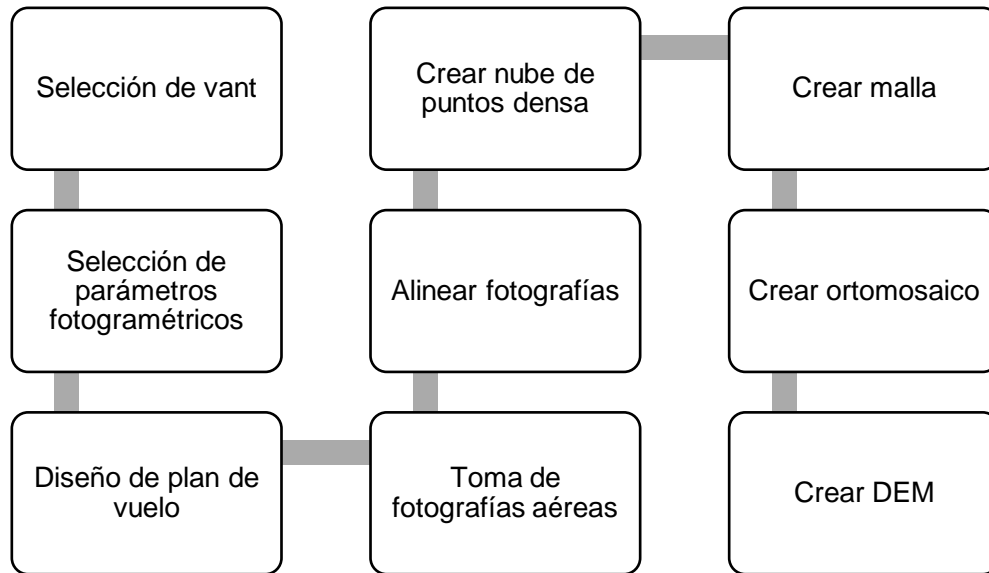 Selección de vant
Selección de
parámetros
fotogramétricos
Diseño de plan de
vuelo
Toma de
fotografías aéreas
Alinear fotografías
Crear nube de
puntos densa
Crear malla
Crear ortomosaico
Crear DEM